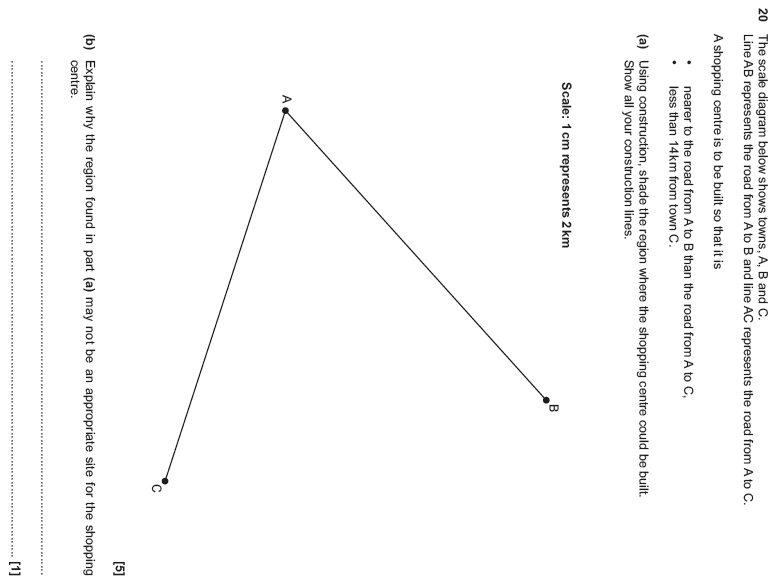 20 The scale diagram below shows towns, A, B and C.
Line AB represents the road from A to B and line AC represents the road from A to C.
A shopping centre is to be built so that it is
• nearer to the road from A to B than the road from A to C,
• less than 14 km from town C.
(a) Using construction, shade the region where the shopping centre could be built.
Show all your construction lines.
Scale: 1 cm represents 2 km
B
A
C
[5]
(b) Explain why the region found in part (a) may not be an appropriate site for the shopping
centre.
[1]